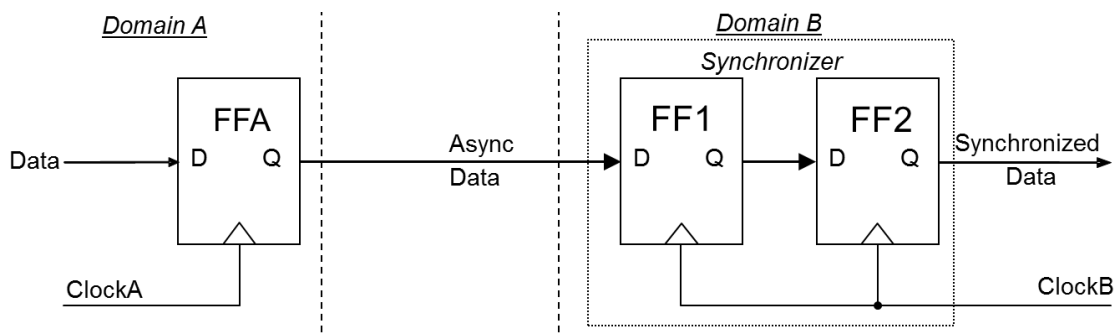 Domain A
Domain B
Synchronizer
FFA
FF1
FF2
Data
D
Q
Async
Data
D
Q
D
Q
Synchronized
Data
ClockA
ClockB